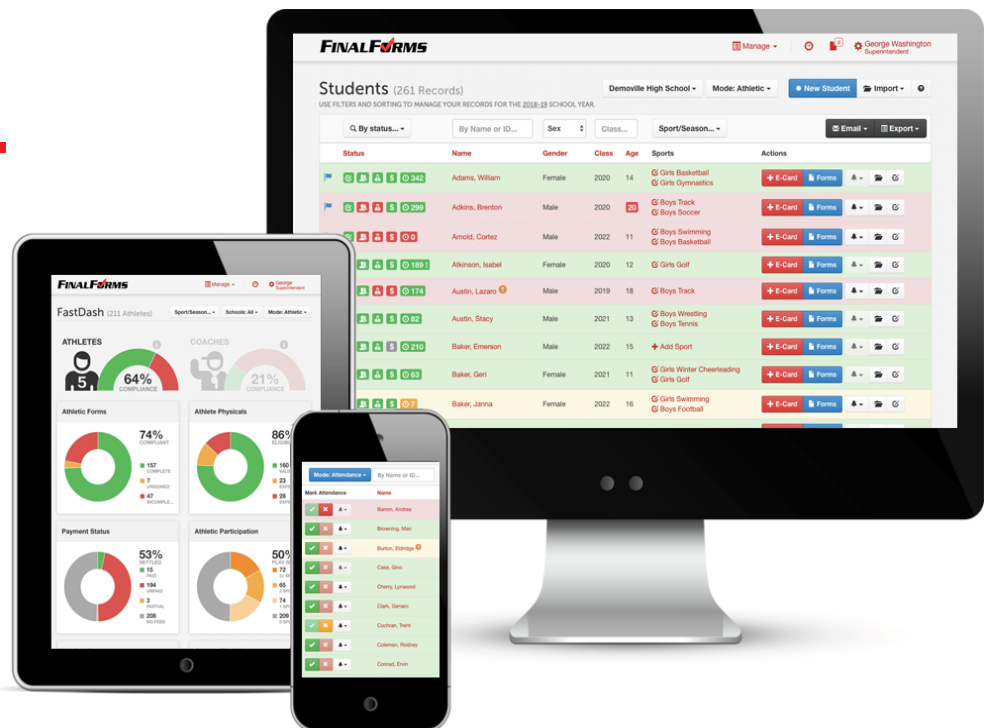 FINALFORMS
Manage
2
George Washington
Superintendent
Students (261 Records)
Demoville High School
Mode: Athletic
New Student
Import
USE FILTERS AND SORTING TO MANAGE YOUR RECORDS FOR THE 2018-19 SCHOOL YEAR.
By status...
By Name or ID...
Sex
Class...
Sport/Season...
Email
Export
Status Name Gender Class Age Sports Actions
$ 342 Adams, William Female 2020 14 Girls Basketball + E-Card Forms
Girls Gymnastics
$ 299 Adkins, Brenton Male 2020 20 Boys Track + E-Card Forms
Boys Soccer
$ 0 Arnold, Cortez Male 2022 11 Boys Swimming + E-Card Forms
Boys Basketball
$ 189! Atkinson, Isabel Female 2020 12 Girls Golf + E-Card Forms
$ 174 Austin, Lazaro Male 2019 18 Boys Track + E-Card Forms
$ 82 Austin, Stacy Male 2021 13 Boys Wrestling + E-Card Forms
Boys Tennis
$ 210 Baker, Emerson Male 2022 15 + Add Sport + E-Card Forms
$ 63 Baker, Geri Female 2021 11 Girls Winter Cheerleading + E-Card Forms
Girls Golf
$ 7 Baker, Janna Female 2022 16 Girls Swimming + E-Card Forms
Boys Football
FINALFORMS
Manage
George
Superintendent
FastDash (211 Athletes)
Sport/Season...
Schools: All
Mode: Athletic
ATHLETES
5
64%
COMPLIANCE
COACHES
21%
COMPLIANCE
Athletic Forms
74%
COMPLIANT
157
COMPLETE
7
UNSIGNED
47
INCOMPLE...
Athlete Physicals
86%
160
23
28
Payment Status
53%
SETTLED
15
PAID
194
UNPAID
3
PARTIAL
208
NO FEES
Athletic Participation
50%
72
65
74
209
Mode: Attendance
By Name or ID...
Mark Attendance Name
Barron, Andrea
Browning, Mari
Burton, Eldridge
Case, Gino
Cherry, Lynwood
Clark, Genaro
Cochran, Trent
Coleman, Rodney
Conrad, Ervin